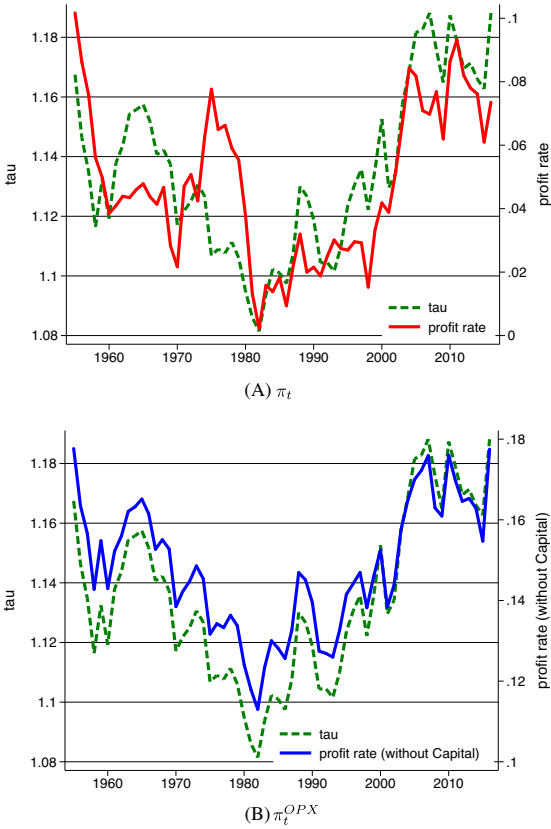 1.18
1.16
1.14
1.12
1.1
1.08
tau
.1
.08
.06
.04
.02
0
profit rate
tau
profit rate
1960 1970 1980 1990 2000 2010
(A) πₜ
1.18
1.16
1.14
1.12
1.1
1.08
tau
.18
.16
.14
.12
.1
profit rate (without Capital)
tau
profit rate (without Capital)
1960 1970 1980 1990 2000 2010
(B) π_t^{OPX}